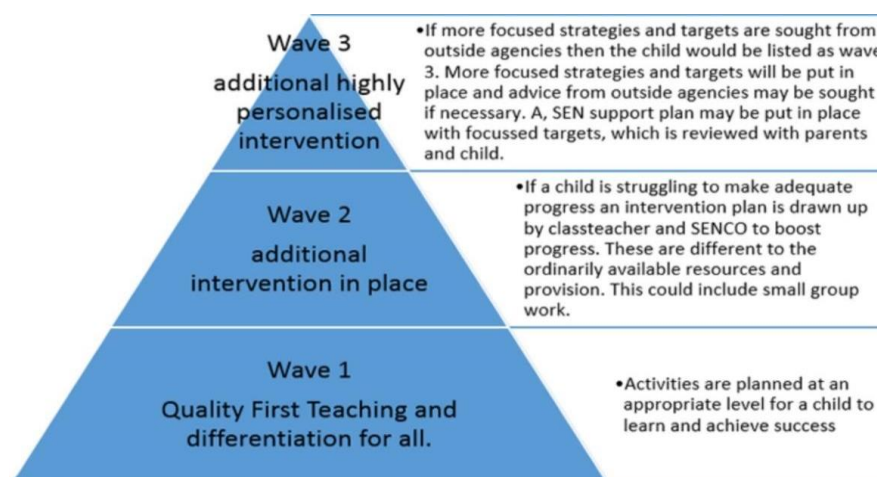 Wave 3
additional highly
personalised
intervention
•If more focused strategies and targets are sought from
outside agencies then the child would be listed as wave
3. More focused strategies and targets will be put in
place and advice from outside agencies may be sought
if necessary. A, SEN support plan may be put in place
with focussed targets, which is reviewed with parents
and child.
Wave 2
additional
intervention in place
•If a child is struggling to make adequate
progress an intervention plan is drawn up
by classteacher and SENCO to boost
progress. These are different to the
ordinarily available resources and
provision. This could include small group
work.
Wave 1
Quality First Teaching and
differentiation for all.
•Activities are planned at an
appropriate level for a child to
learn and achieve success